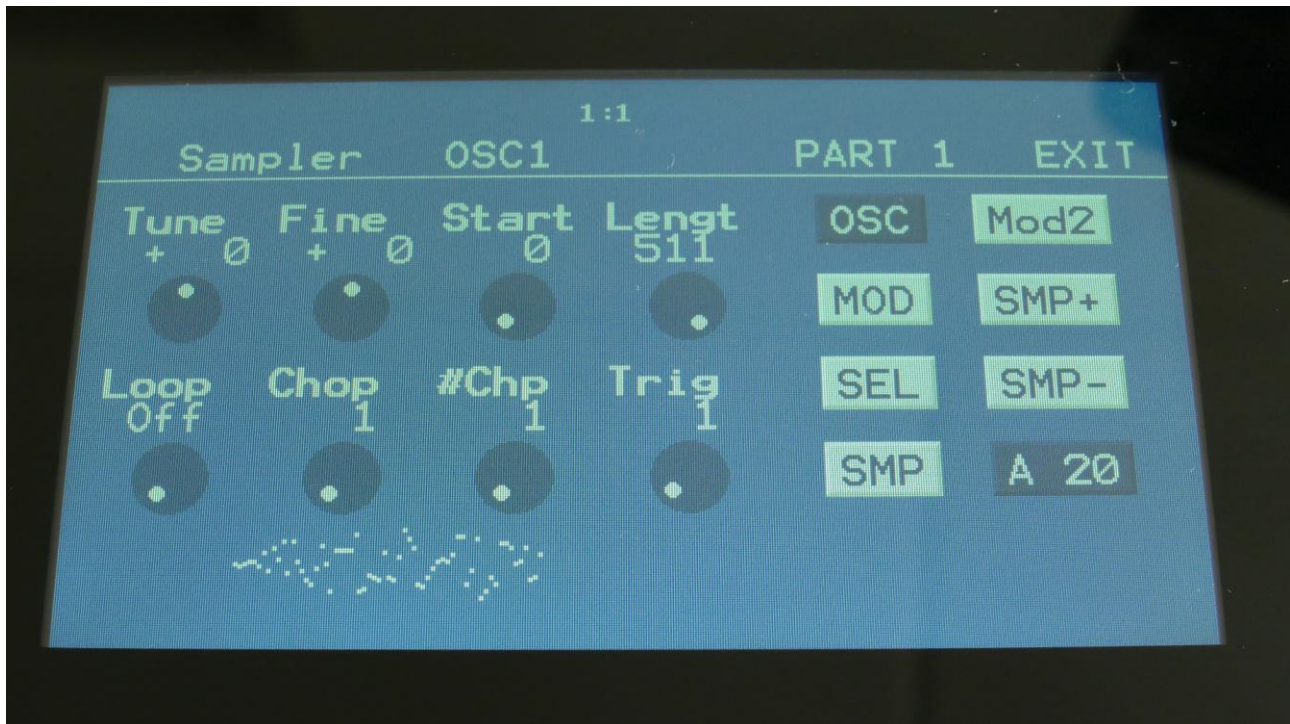 1:1
Sampler OSC1 PART 1 EXIT
Tune Fine Start Lengt OSC Mod2
+ 0 + 0 0 511
MOD SMP+
Loop Chop #Chp Trig SEL SMP-
Off 1 1 1
SMP A 20